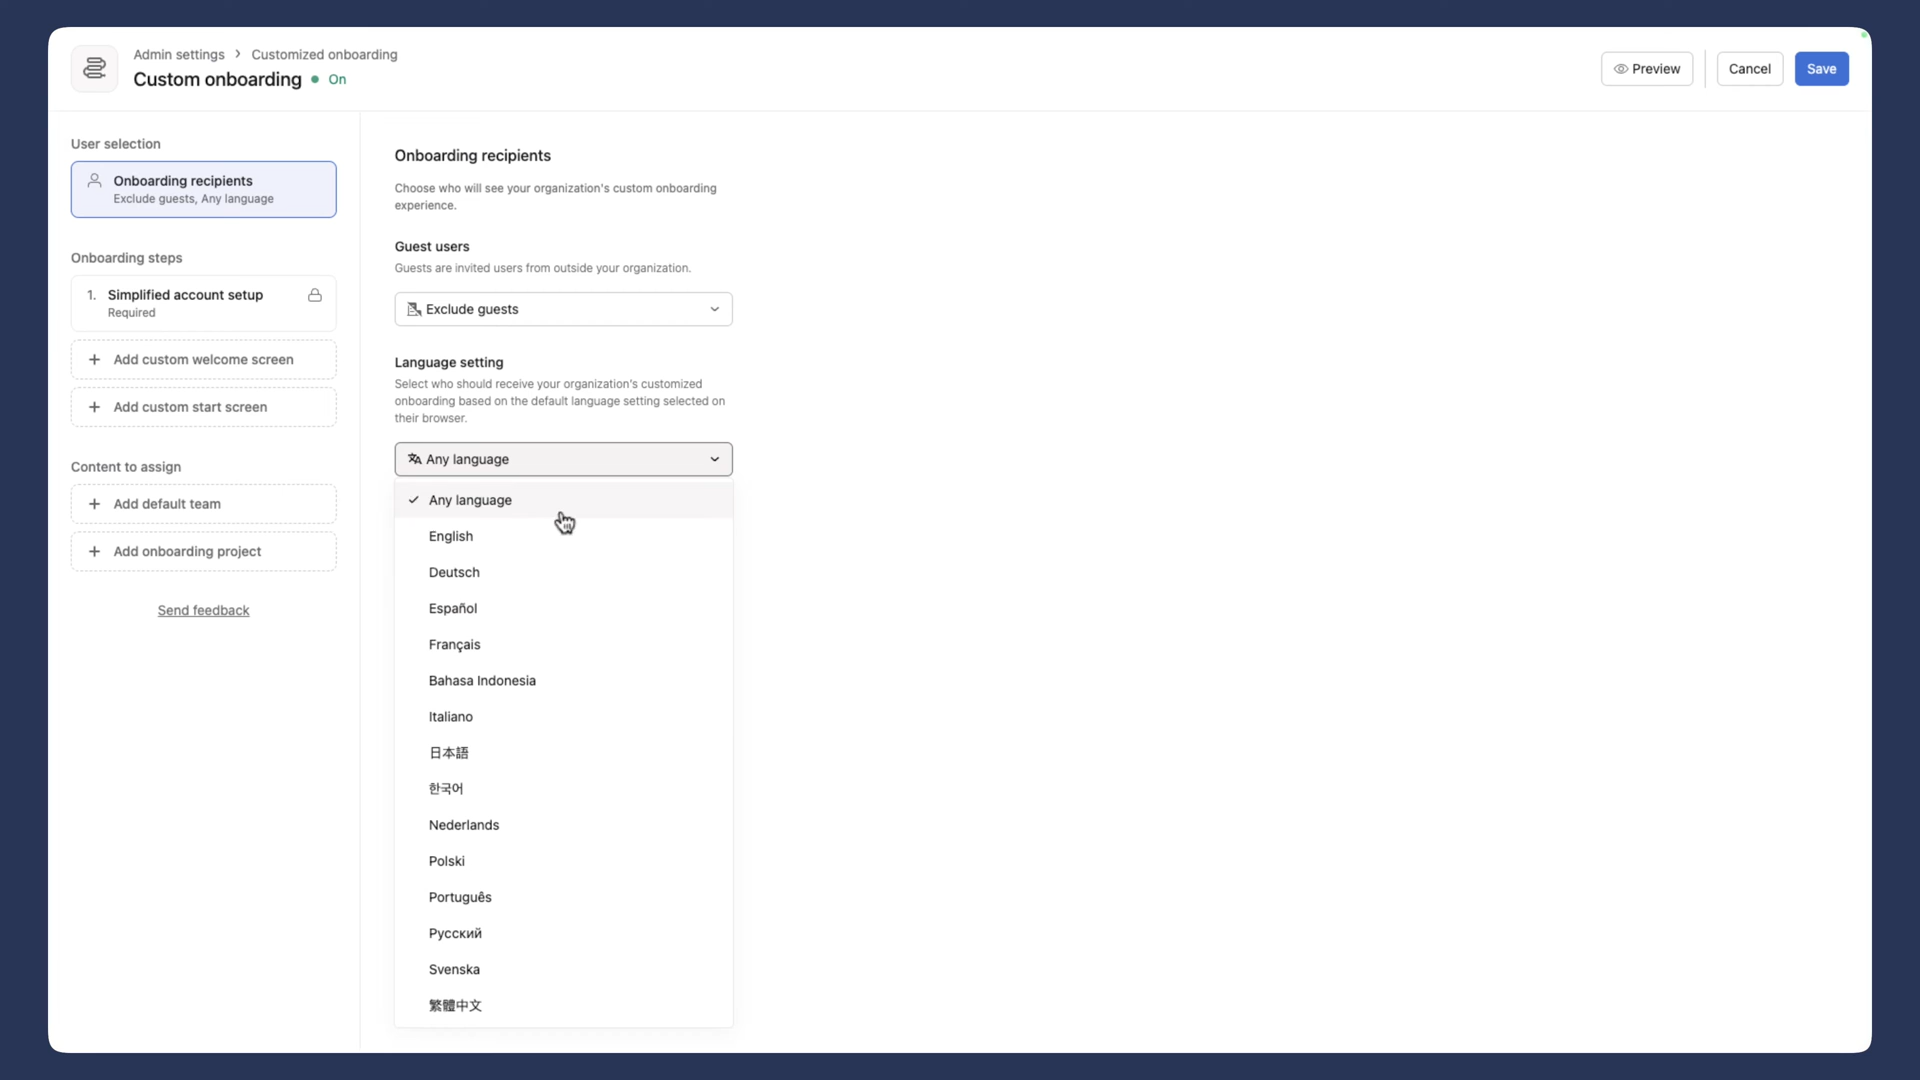 Admin settings > Customized onboarding
Custom onboarding On
Preview
Cancel
Save
User selection
Onboarding recipients
Exclude guests, Any language
Onboarding steps
1. Simplified account setup
Required
+ Add custom welcome screen
+ Add custom start screen
Content to assign
+ Add default team
+ Add onboarding project
Send feedback
Onboarding recipients
Choose who will see your organization's custom onboarding
experience.
Guest users
Guests are invited users from outside your organization.
Exclude guests
Language setting
Select who should receive your organization's customized
onboarding based on the default language setting selected on
their browser.
Any language
Any language
English
Deutsch
Español
Français
Bahasa Indonesia
Italiano
日本語
한국어
Nederlands
Polski
Português
Русский
Svenska
繁體中文